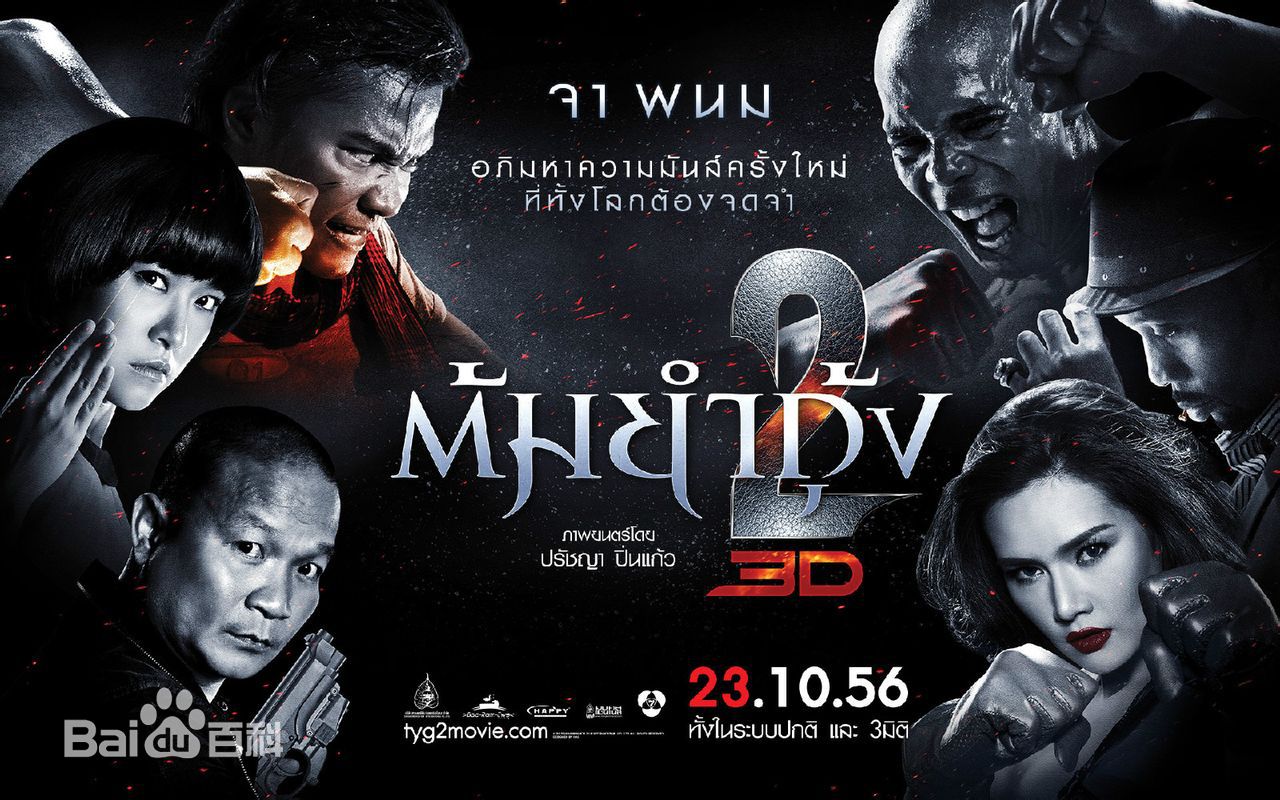 จา พนม
อภิมหาความมันส์ครั้งใหม่
ที่ทั้งโลกต้องจดจำ
ต้มยำกุ้ง
2
3D
ภาพยนตร์โดย
ปรัชญา ปิ่นแก้ว
23.10.56
ทั้งในระบบปกติ และ 3มิติ
HAPPY
tyg2movie.com
01
Baidu百科